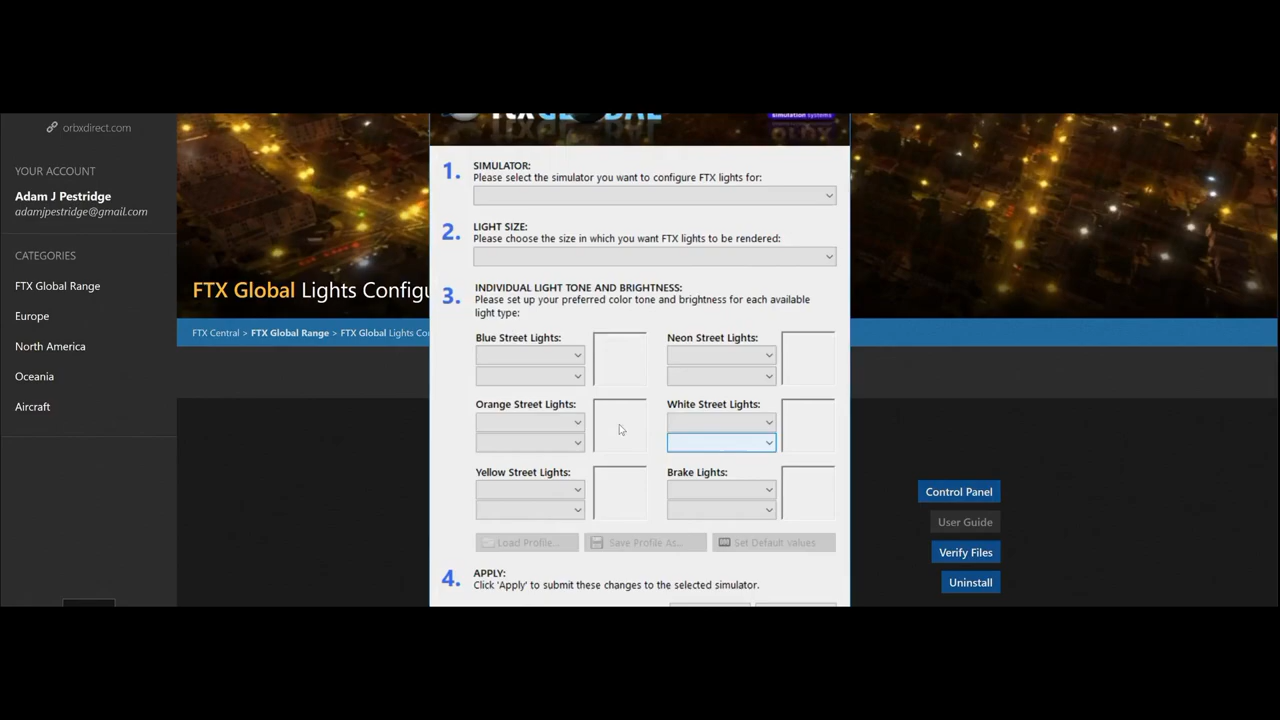 orbxdirect.com
YOUR ACCOUNT
Adam J Pestridge
adamjpestridge@gmail.com
CATEGORIES
FTX Global Range
Europe
North America
Oceania
Aircraft
FTX Global Lights Configu
FTX Central > FTX Global Range > FTX Global Lights Co
simulation systems
1. SIMULATOR:
Please select the simulator you want to configure FTX lights for:
2. LIGHT SIZE:
Please choose the size in which you want FTX lights to be rendered:
3. INDIVIDUAL LIGHT TONE AND BRIGHTNESS:
Please set up your preferred color tone and brightness for each available
light type:
Blue Street Lights:
Neon Street Lights:
Orange Street Lights:
White Street Lights:
Yellow Street Lights:
Brake Lights:
Load Profile...
Save Profile As...
Set Default Values
4. APPLY:
Click 'Apply' to submit these changes to the selected simulator.
Control Panel
User Guide
Verify Files
Uninstall